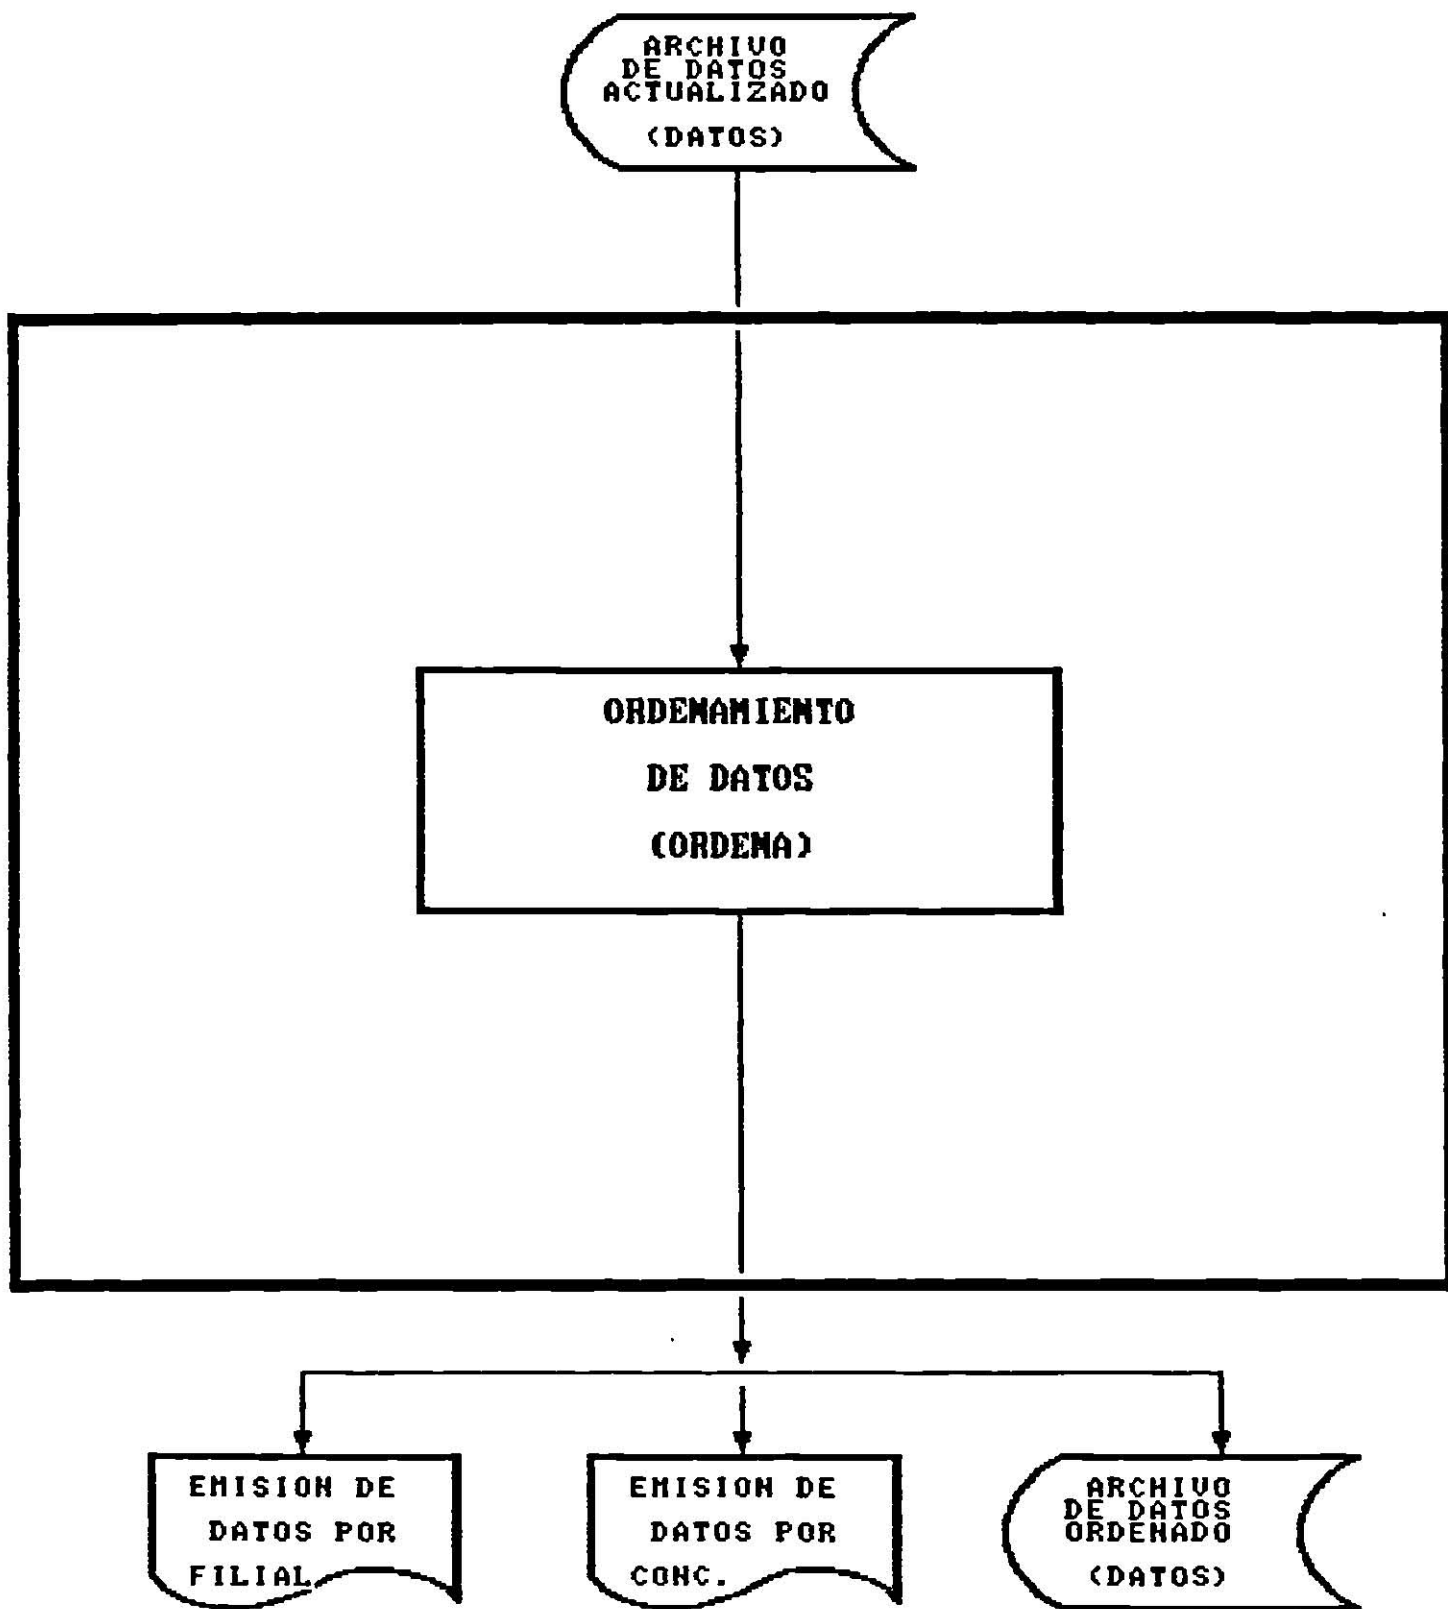 ARCHIVO
DE DATOS
ACTUALIZADO
(DATOS)
ORDENAMIENTO
DE DATOS
(ORDENA)
EMISION DE
DATOS POR
FILIAL
EMISION DE
DATOS POR
CONC.
ARCHIVO
DE DATOS
ORDENADO
(DATOS)